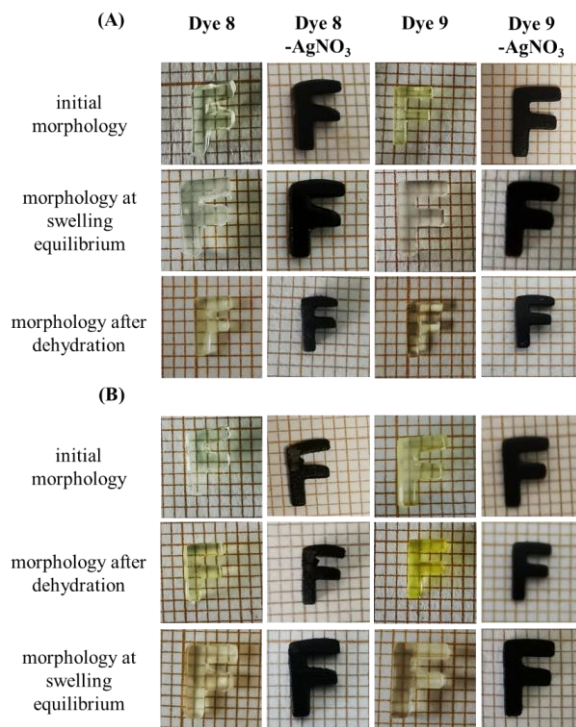 (A)
Dye 8
Dye 8
-AgNO₃
Dye 9
Dye 9
-AgNO₃
initial
morphology
morphology at
swelling
equilibrium
morphology after
dehydration
(B)
initial
morphology
morphology after
dehydration
morphology at
swelling
equilibrium